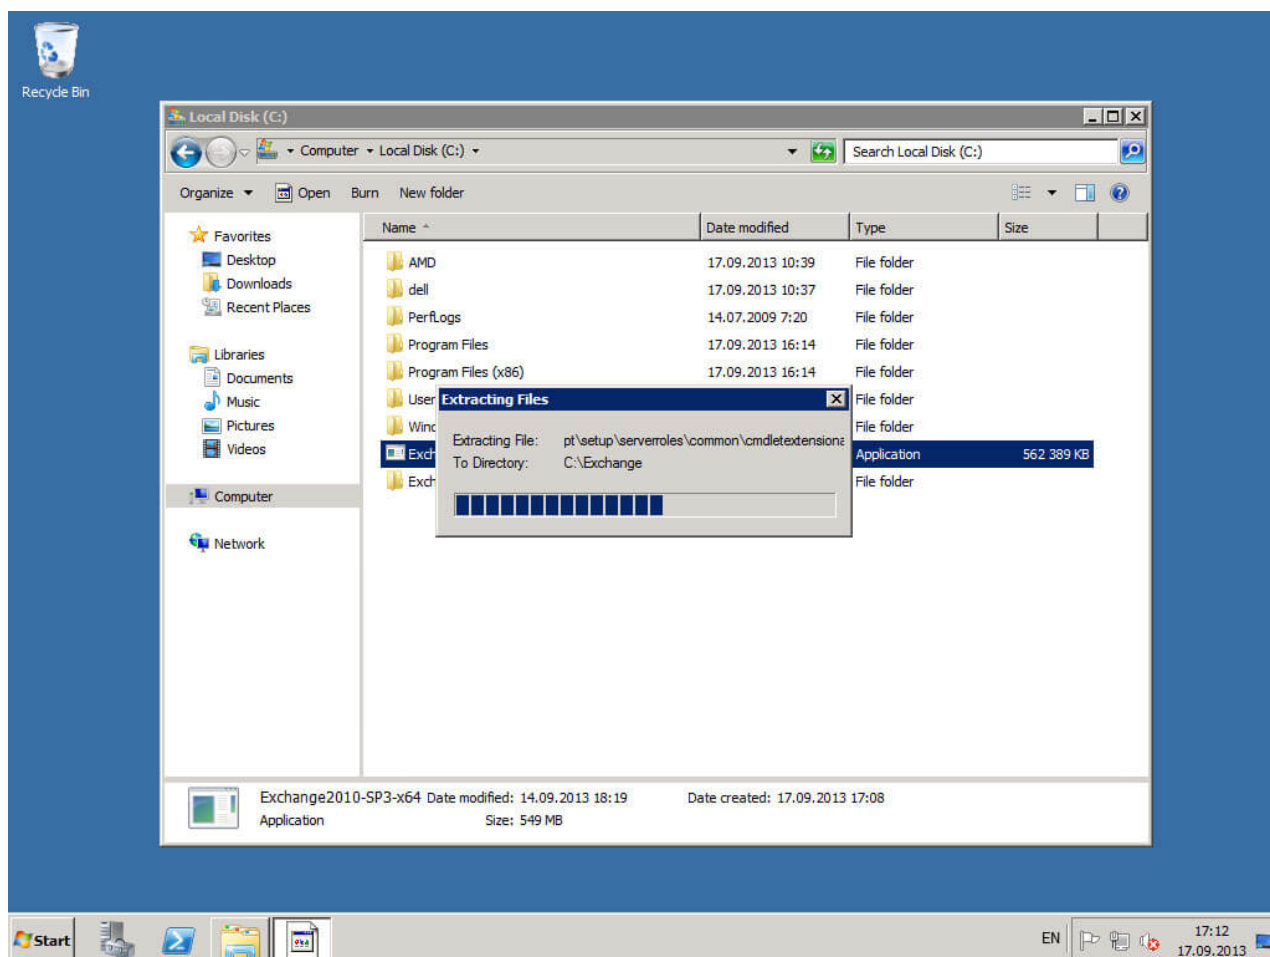 Recycle Bin
Local Disk (C:)
Computer Local Disk (C:)
Search Local Disk (C:)
Organize Open Burn New folder
Name Date modified Type Size
Favorites
Desktop
Downloads
Recent Places
Libraries
Documents
Music
Pictures
Videos
Computer
Network
AMD 17.09.2013 10:39 File folder
dell 17.09.2013 10:37 File folder
PerfLogs 14.07.2009 7:20 File folder
Program Files 17.09.2013 16:14 File folder
Program Files (x86) 17.09.2013 16:14 File folder
User File folder
Wind File folder
Exch Application 562 389 KB
Exch File folder
Extracting Files
Extracting File: pt\setup\serverroles\common\cmdletextensiona
To Directory: C:\Exchange
Exchange2010-SP3-x64 Date modified: 14.09.2013 18:19 Date created: 17.09.2013 17:08
Application Size: 549 MB
Start
EN
17:12
17.09.2013